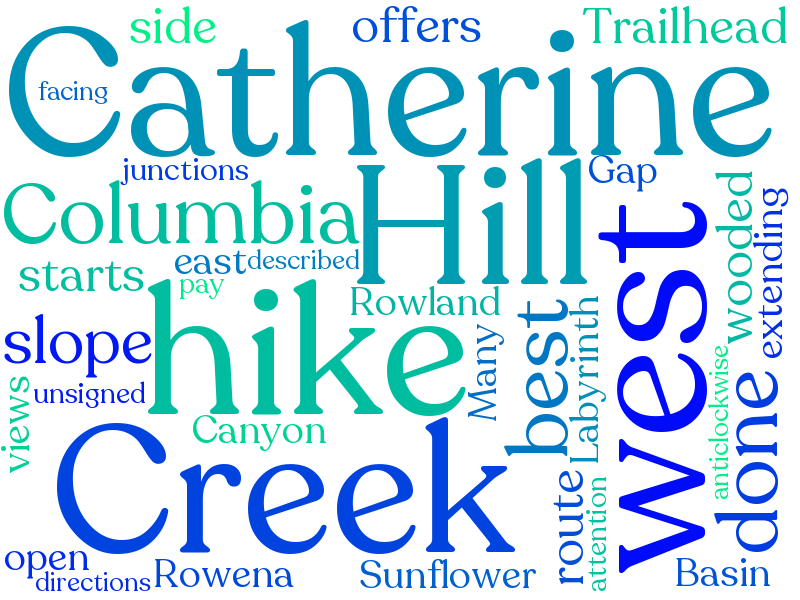 side
offers
Trailhead
Catherine
facing
junctions
Gap
Columbia
Hill
wooded
extending
west
east
described
starts
pay
Rowland
hike
best
Labyrinth
Many
slope
unsigned
views
anticlockwise
done
Canyon
Creek
route
attention
open
directions
Rowena
Sunflower
Basin